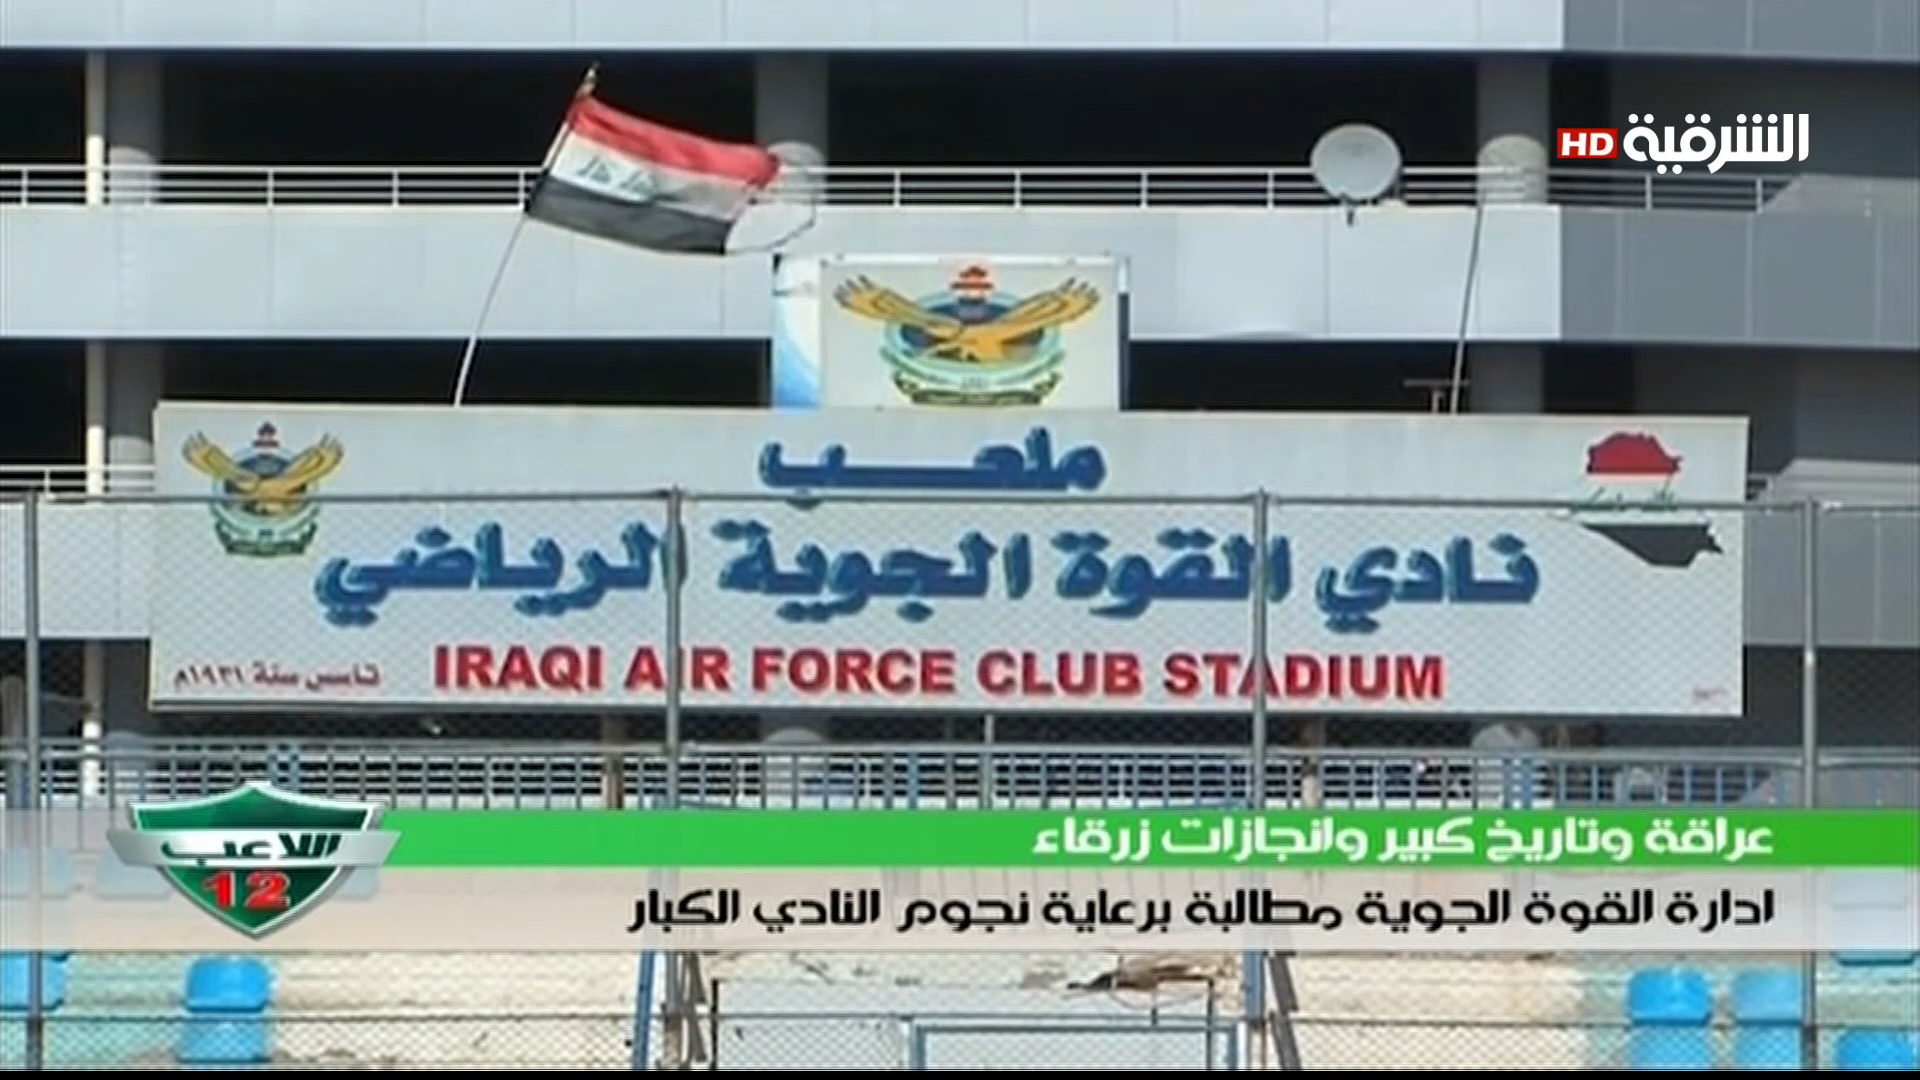 الشرقية HD
ملعب
نادي القوة الجوية الرياضي
IRAQI AIR FORCE CLUB STADIUM
تاسس سنة ١٩٣١م
عراقة وتاريخ كبير وانجازات زرقاء
ادارة القوة الجوية مطالبة برعاية نجوم النادي الكبار
اللاعب
12